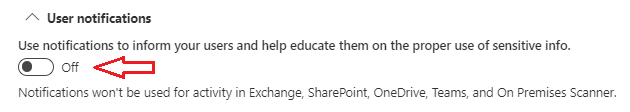 User notifications
Use notifications to inform your users and help educate them on the proper use of sensitive info.
Off
Notifications won't be used for activity in Exchange, SharePoint, OneDrive, Teams, and On Premises Scanner.